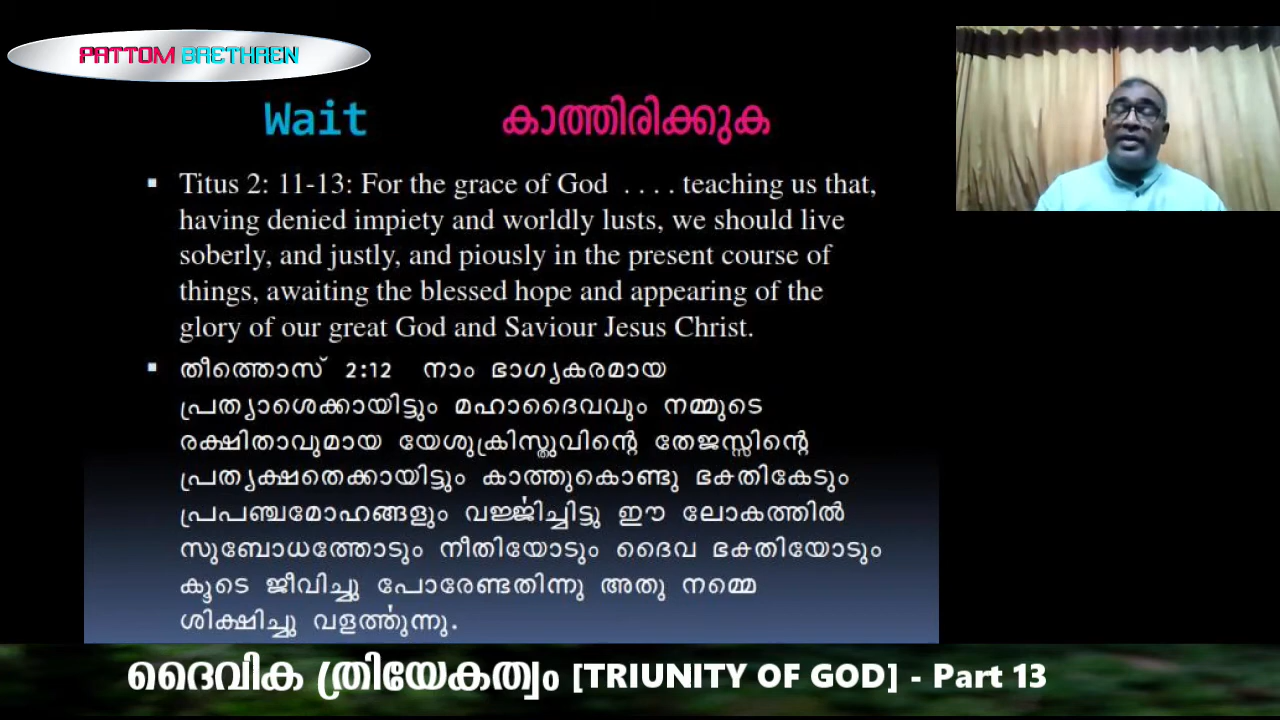 PATTOM BRETHREN
Wait കാത്തിരിക്കുക
▪ Titus 2: 11-13: For the grace of God . . . . teaching us that,
having denied impiety and worldly lusts, we should live
soberly, and justly, and piously in the present course of
things, awaiting the blessed hope and appearing of the
glory of our great God and Saviour Jesus Christ.
▪ തീത്തൊസ് 2:12 നാം ഭാഗ്യകരമായ
പ്രത്യാശെക്കായിട്ടും മഹാദൈവവും നമ്മുടെ
രക്ഷിതാവുമായ യേശുക്രിസ്തുവിന്റെ തേജസ്സിന്റെ
പ്രത്യക്ഷതെക്കായിട്ടും കാത്തുകൊണ്ടു ഭക്തികേടും
പ്രപഞ്ചമോഹങ്ങളും വൎജ്ജിച്ചിട്ടു ഈ ലോകത്തിൽ
സുബോധത്തോടും നീതിയോടും ദൈവ ഭക്തിയോടും
കൂടെ ജീവിച്ചു പോരേണ്ടതിന്നു അതു നമ്മെ
ശിക്ഷിച്ചു വളൎത്തുന്നു.
ദൈവിക ത്രിയേകത്വം [TRIUNITY OF GOD] - Part 13